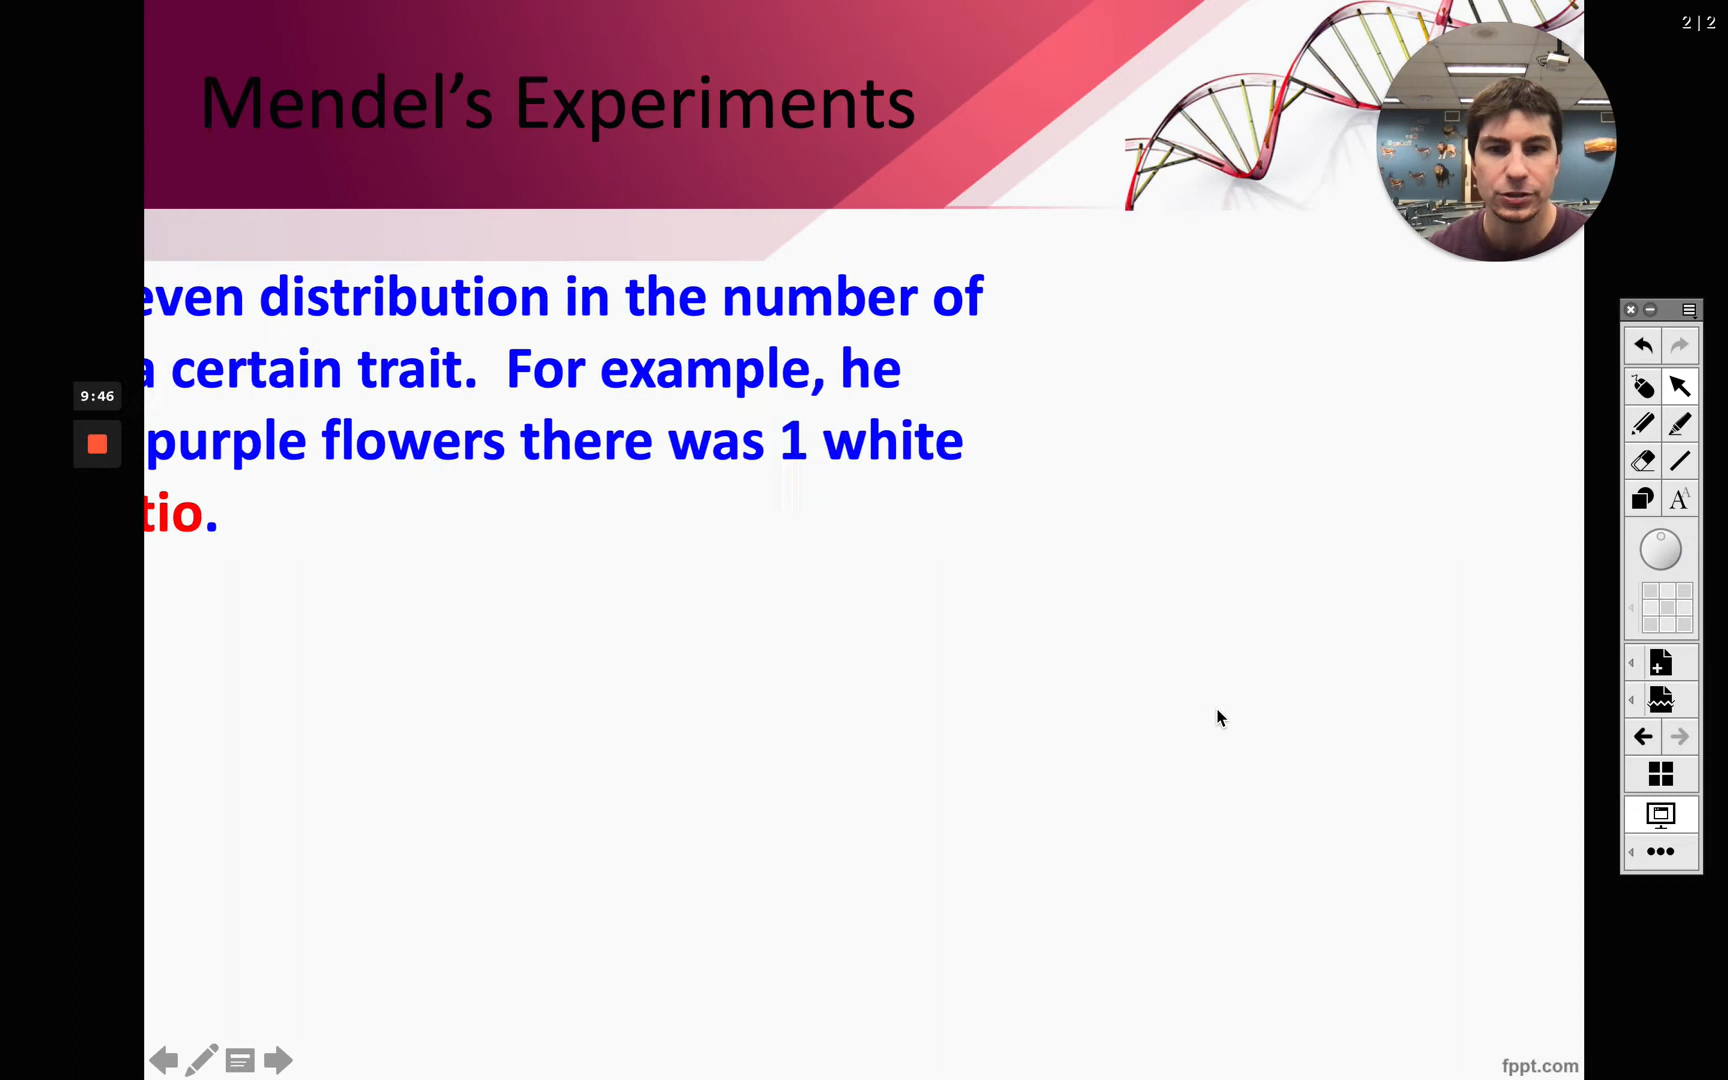 2 | 2
Mendel’s Experiments
even distribution in the number of
a certain trait. For example, he
9:46
purple flowers there was 1 white
tio.
A A
fppt.com